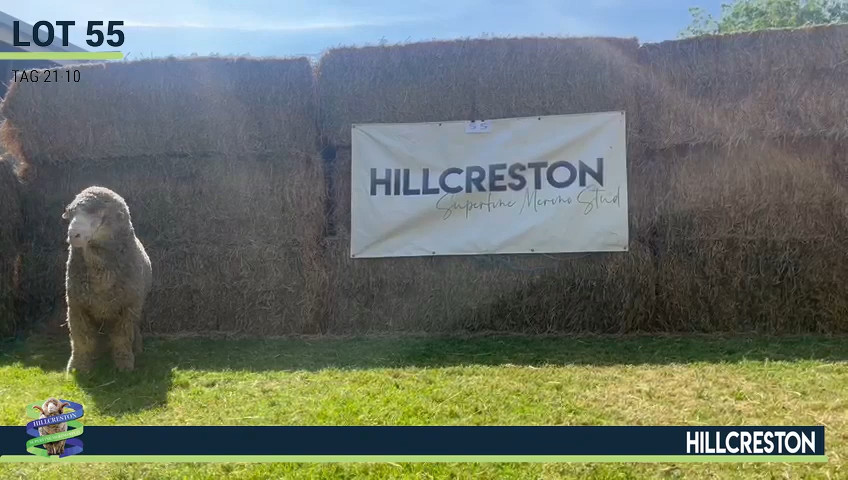 LOT 55
TAG 21 10
55
HILLCRESTON
Superfine Merino Stud
HILLCRESTON
HILLCRESTON